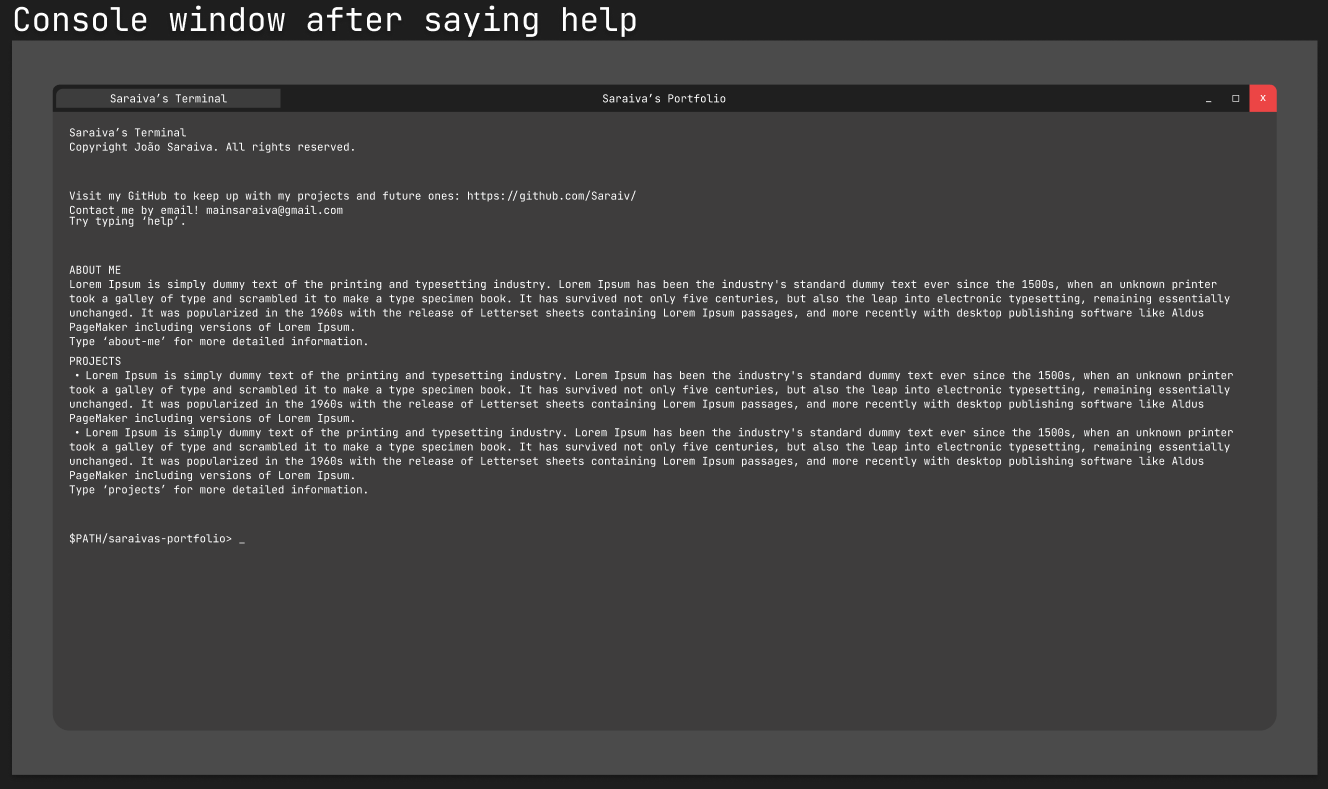 Console window after saying help
Saraiva’s Terminal
Saraiva’s Portfolio
_ □ X
Saraiva’s Terminal
Copyright João Saraiva. All rights reserved.
Visit my GitHub to keep up with my projects and future ones: https://github.com/Saraiv/
Contact me by email! mainsaraiva@gmail.com
Try typing ‘help’.
ABOUT ME
Lorem Ipsum is simply dummy text of the printing and typesetting industry. Lorem Ipsum has been the industry's standard dummy text ever since the 1500s, when an unknown printer
took a galley of type and scrambled it to make a type specimen book. It has survived not only five centuries, but also the leap into electronic typesetting, remaining essentially
unchanged. It was popularized in the 1960s with the release of Letterset sheets containing Lorem Ipsum passages, and more recently with desktop publishing software like Aldus
PageMaker including versions of Lorem Ipsum.
Type ‘about-me’ for more detailed information.
PROJECTS
• Lorem Ipsum is simply dummy text of the printing and typesetting industry. Lorem Ipsum has been the industry's standard dummy text ever since the 1500s, when an unknown printer
took a galley of type and scrambled it to make a type specimen book. It has survived not only five centuries, but also the leap into electronic typesetting, remaining essentially
unchanged. It was popularized in the 1960s with the release of Letterset sheets containing Lorem Ipsum passages, and more recently with desktop publishing software like Aldus
PageMaker including versions of Lorem Ipsum.
• Lorem Ipsum is simply dummy text of the printing and typesetting industry. Lorem Ipsum has been the industry's standard dummy text ever since the 1500s, when an unknown printer
took a galley of type and scrambled it to make a type specimen book. It has survived not only five centuries, but also the leap into electronic typesetting, remaining essentially
unchanged. It was popularized in the 1960s with the release of Letterset sheets containing Lorem Ipsum passages, and more recently with desktop publishing software like Aldus
PageMaker including versions of Lorem Ipsum.
Type ‘projects’ for more detailed information.
$PATH/saraivas-portfolio> _